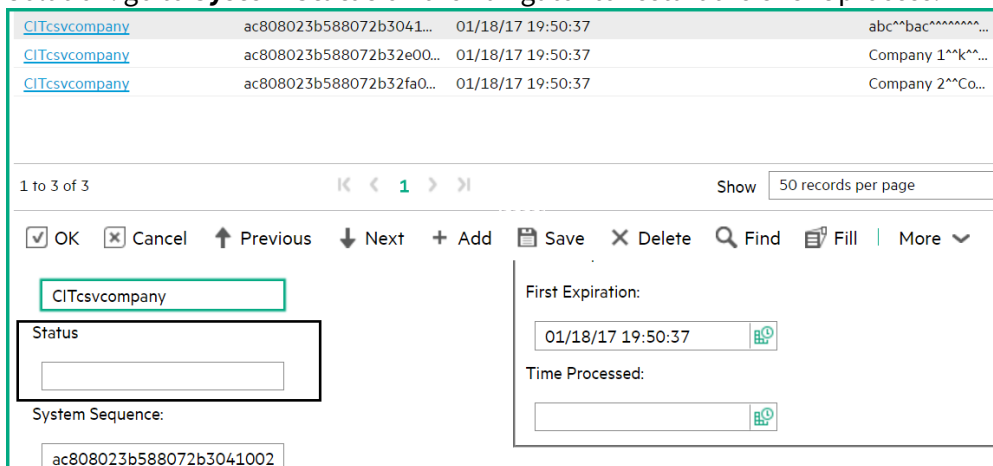 CITcsvcompany ac808023b588072b3041... 01/18/17 19:50:37 abc^^bac^^^^^^^^...
CITcsvcompany ac808023b588072b32e00... 01/18/17 19:50:37 Company 1^^k^^...
CITcsvcompany ac808023b588072b32fa0... 01/18/17 19:50:37 Company 2^^Co...
1 to 3 of 3 1 Show 50 records per page
OK Cancel Previous Next Add Save Delete Find Fill More
CITcsvcompany
First Expiration:
Status
01/18/17 19:50:37
Time Processed:
System Sequence:
ac808023b588072b3041002